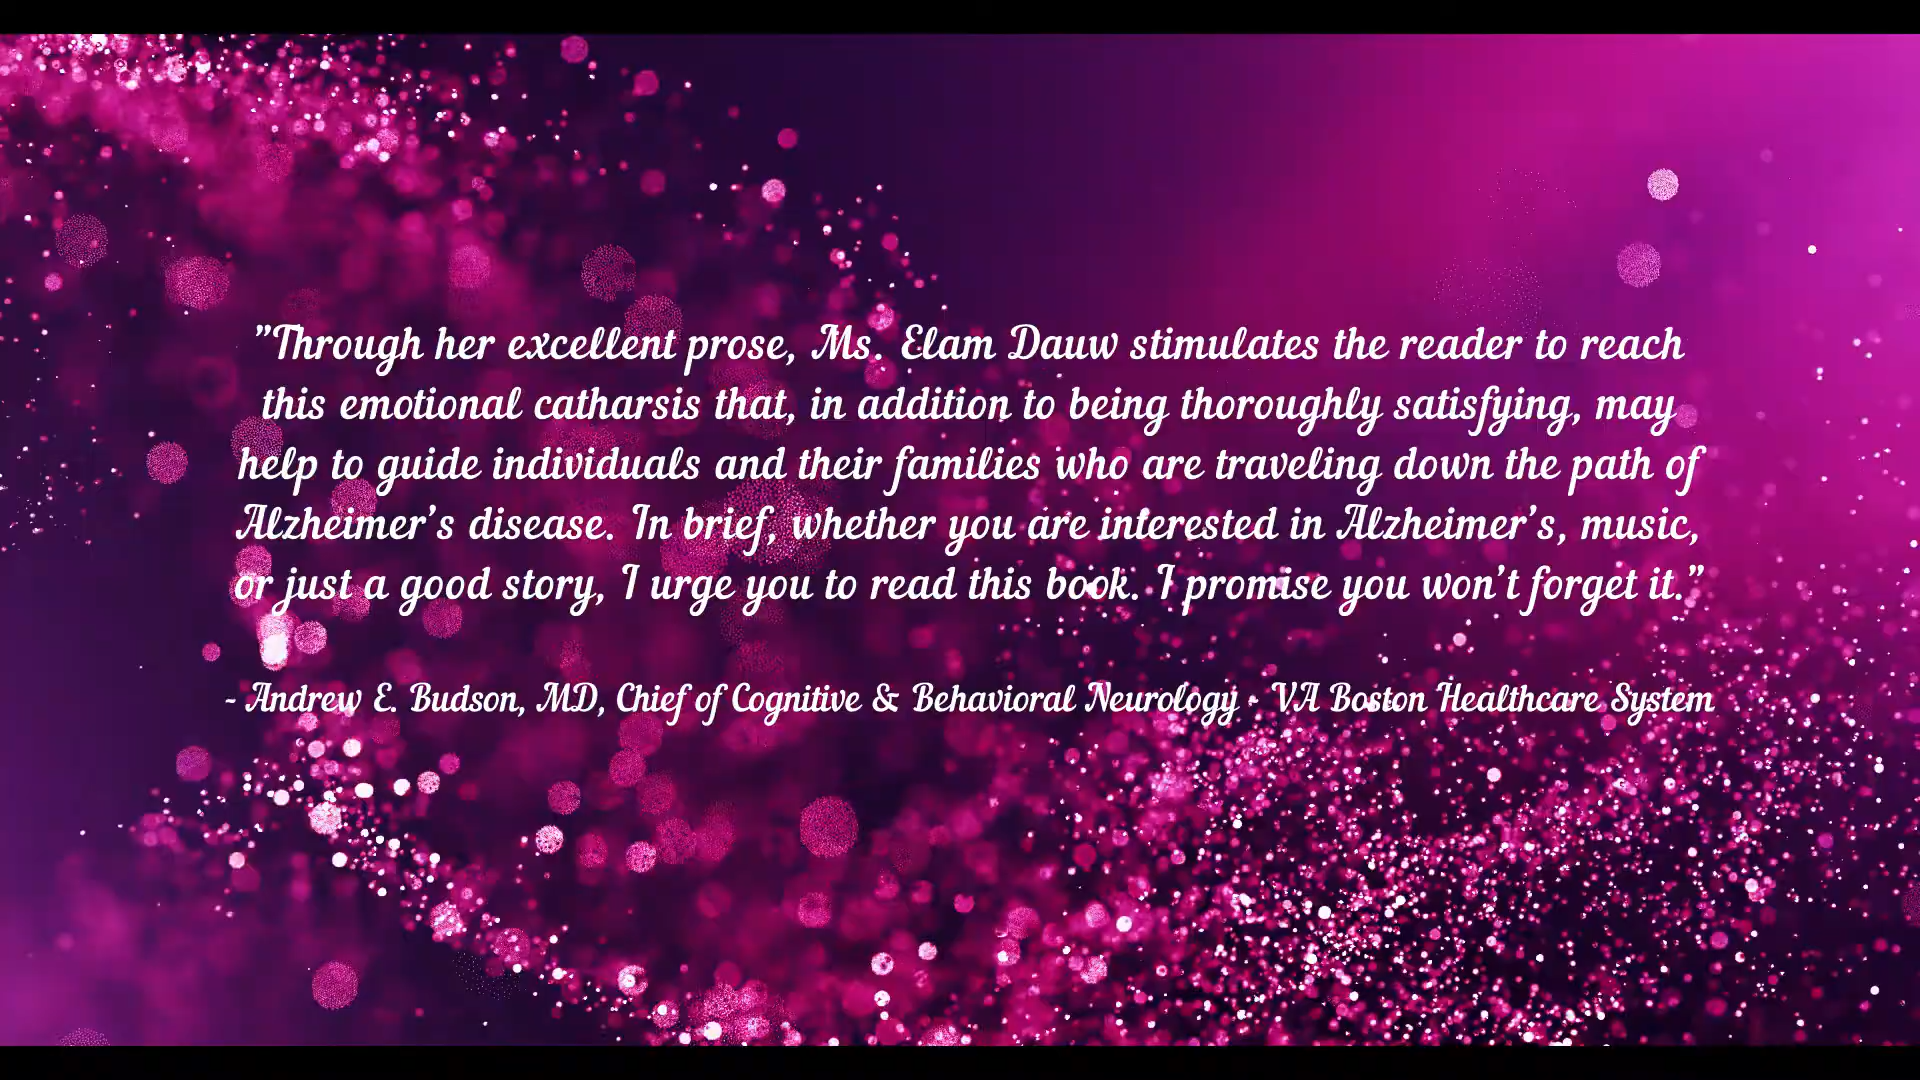 "Through her excellent prose, Ms. Elam Dauw stimulates the reader to reach
this emotional catharsis that, in addition to being thoroughly satisfying, may
help to guide individuals and their families who are traveling down the path of
Alzheimer's disease. In brief, whether you are interested in Alzheimer's, music,
or just a good story, I urge you to read this book. I promise you won't forget it."
- Andrew E. Budson, MD, Chief of Cognitive & Behavioral Neurology - VA Boston Healthcare System